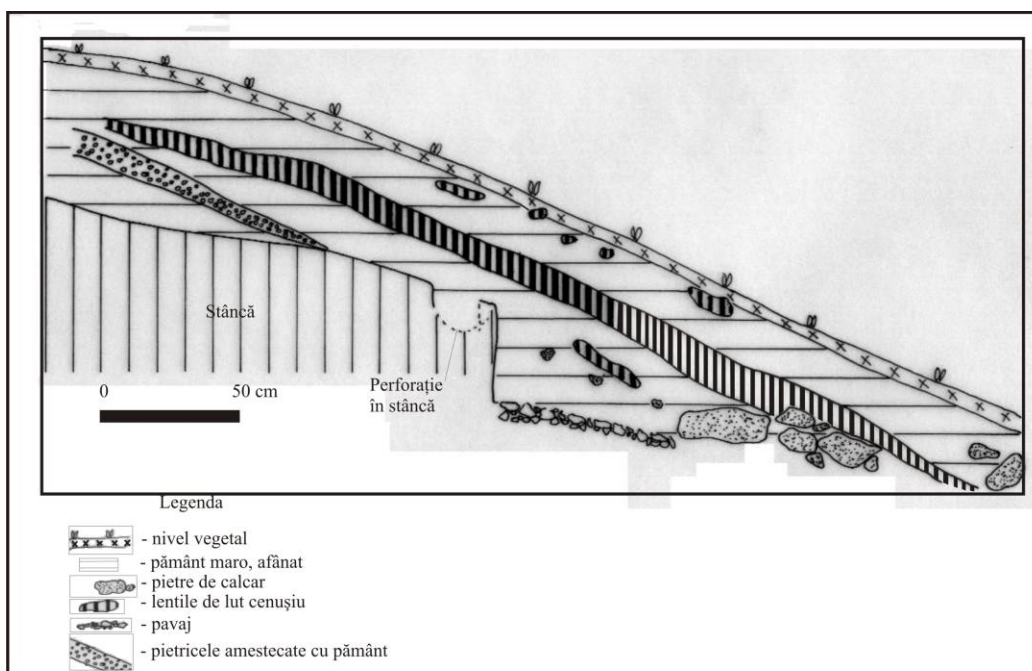 Stâncă
0 50 cm
Perforație
în stâncă
Legenda
- nivel vegetal
- pământ maro, afânat
- pietre de calcar
- lentile de lut cenușiu
- pavaj
- pietricele amestecate cu pământ